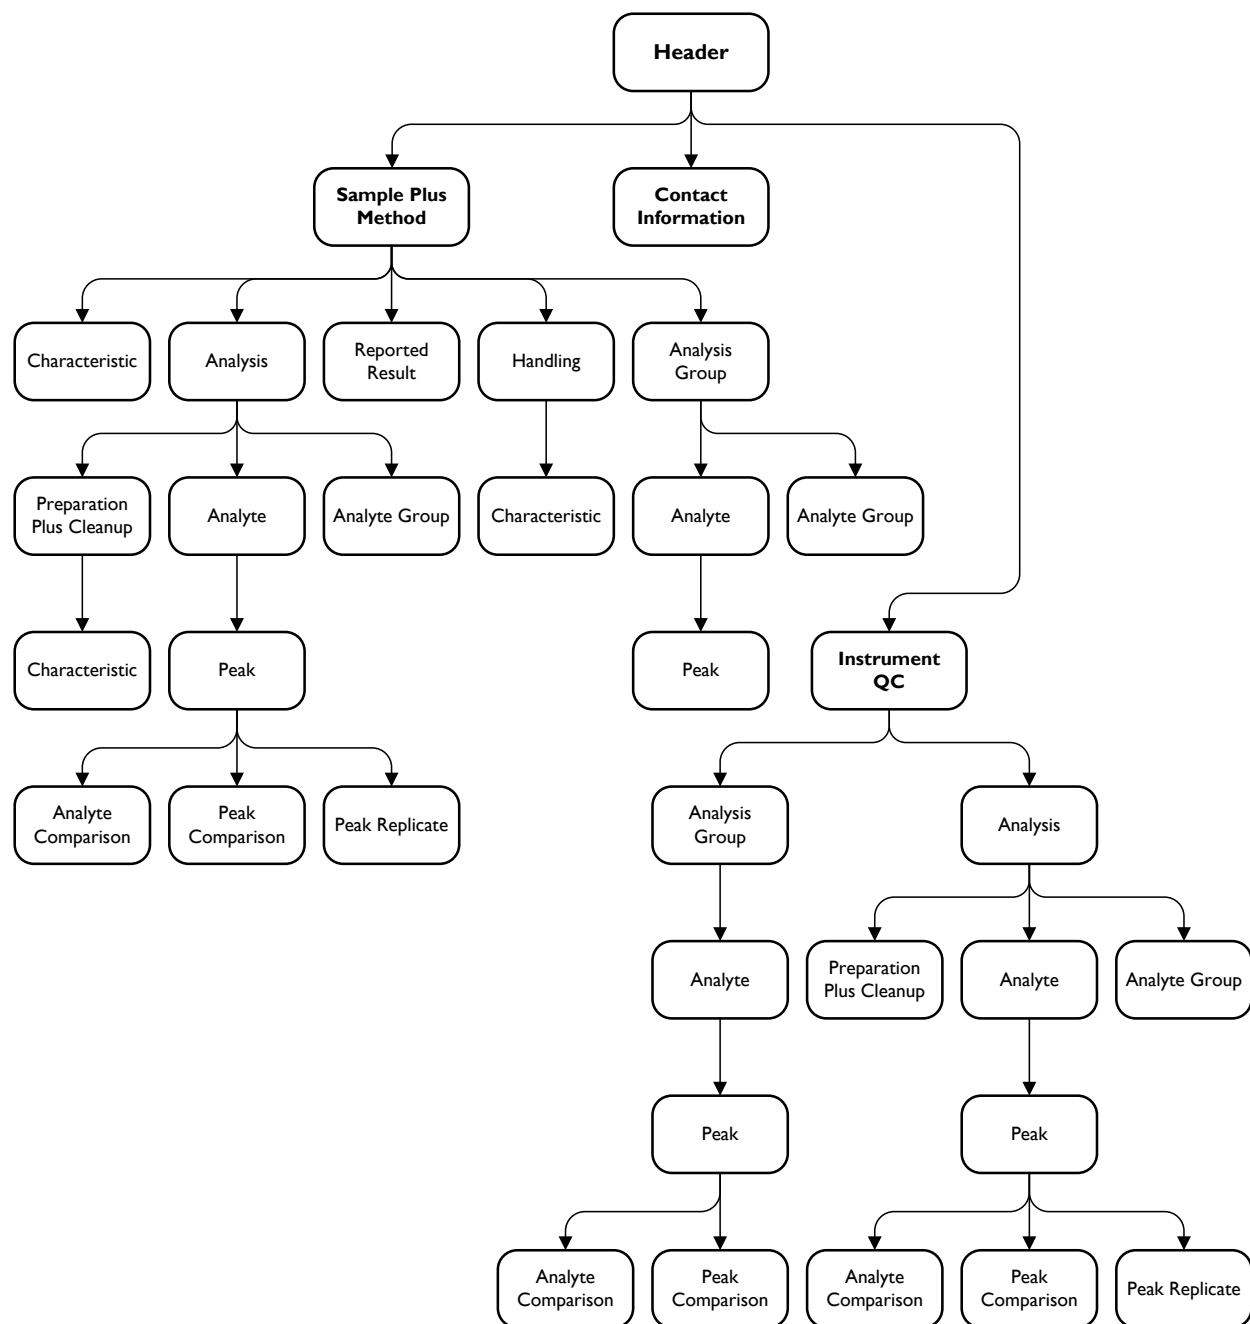 Header
Sample Plus
Method
Contact
Information
Characteristic
Analysis
Reported
Result
Handling
Analysis
Group
Preparation
Plus Cleanup
Analyte
Analyte Group
Characteristic
Analyte
Analyte Group
Characteristic
Peak
Peak
Instrument
QC
Analyte
Comparison
Peak
Comparison
Peak Replicate
Analysis
Group
Analysis
Analyte
Preparation
Plus Cleanup
Analyte
Analyte Group
Peak
Peak
Analyte
Comparison
Peak
Comparison
Analyte
Comparison
Peak
Comparison
Peak Replicate